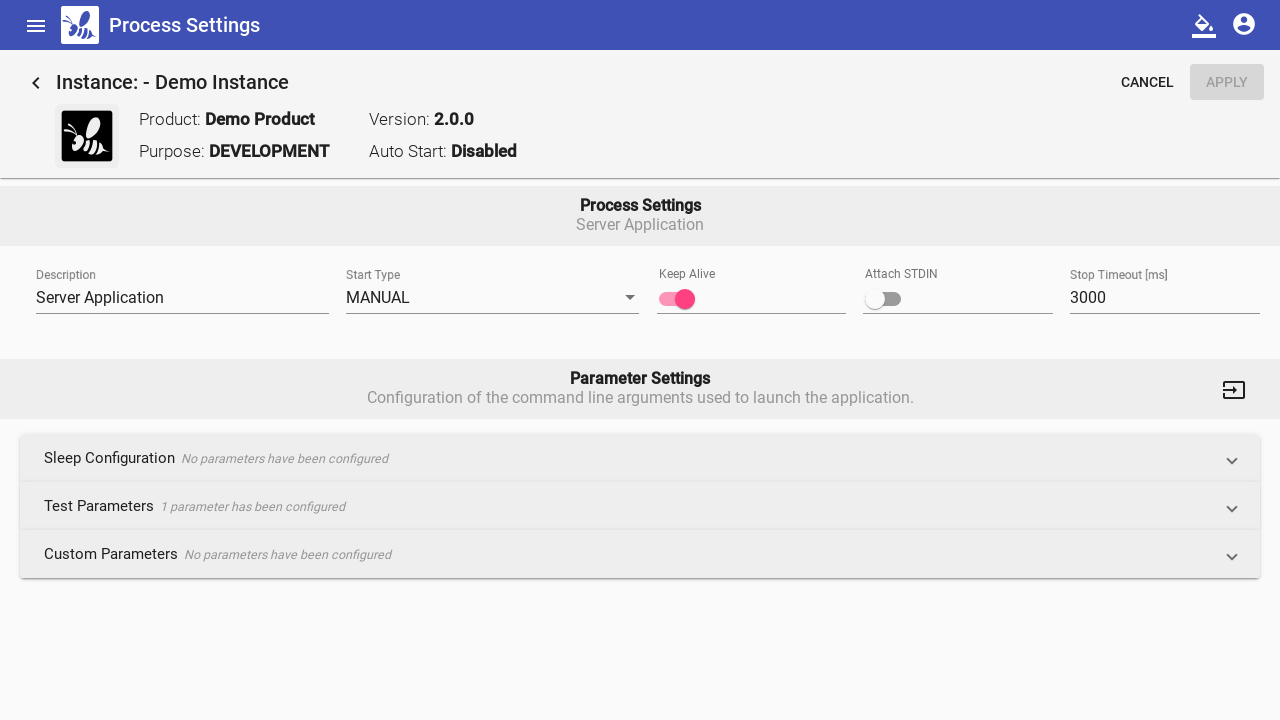 Process Settings
Instance: - Demo Instance
CANCEL
APPLY
Product: Demo Product
Version: 2.0.0
Purpose: DEVELOPMENT
Auto Start: Disabled
Process Settings
Server Application
Description
Start Type
Keep Alive
Attach STDIN
Stop Timeout [ms]
Server Application
MANUAL
3000
Parameter Settings
Configuration of the command line arguments used to launch the application.
Sleep Configuration No parameters have been configured
Test Parameters 1 parameter has been configured
Custom Parameters No parameters have been configured